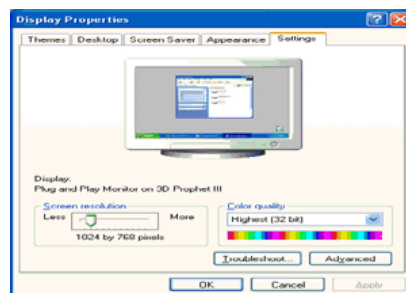 Display Properties
Themes Desktop Screen Saver Appearance Settings
Display:
Plug and Play Monitor on 3D Prophet III
Screen resolution
Less More
1024 by 768 pixels
Color quality
Highest (32 bit)
Troubleshoot... Advanced
OK Cancel Apply